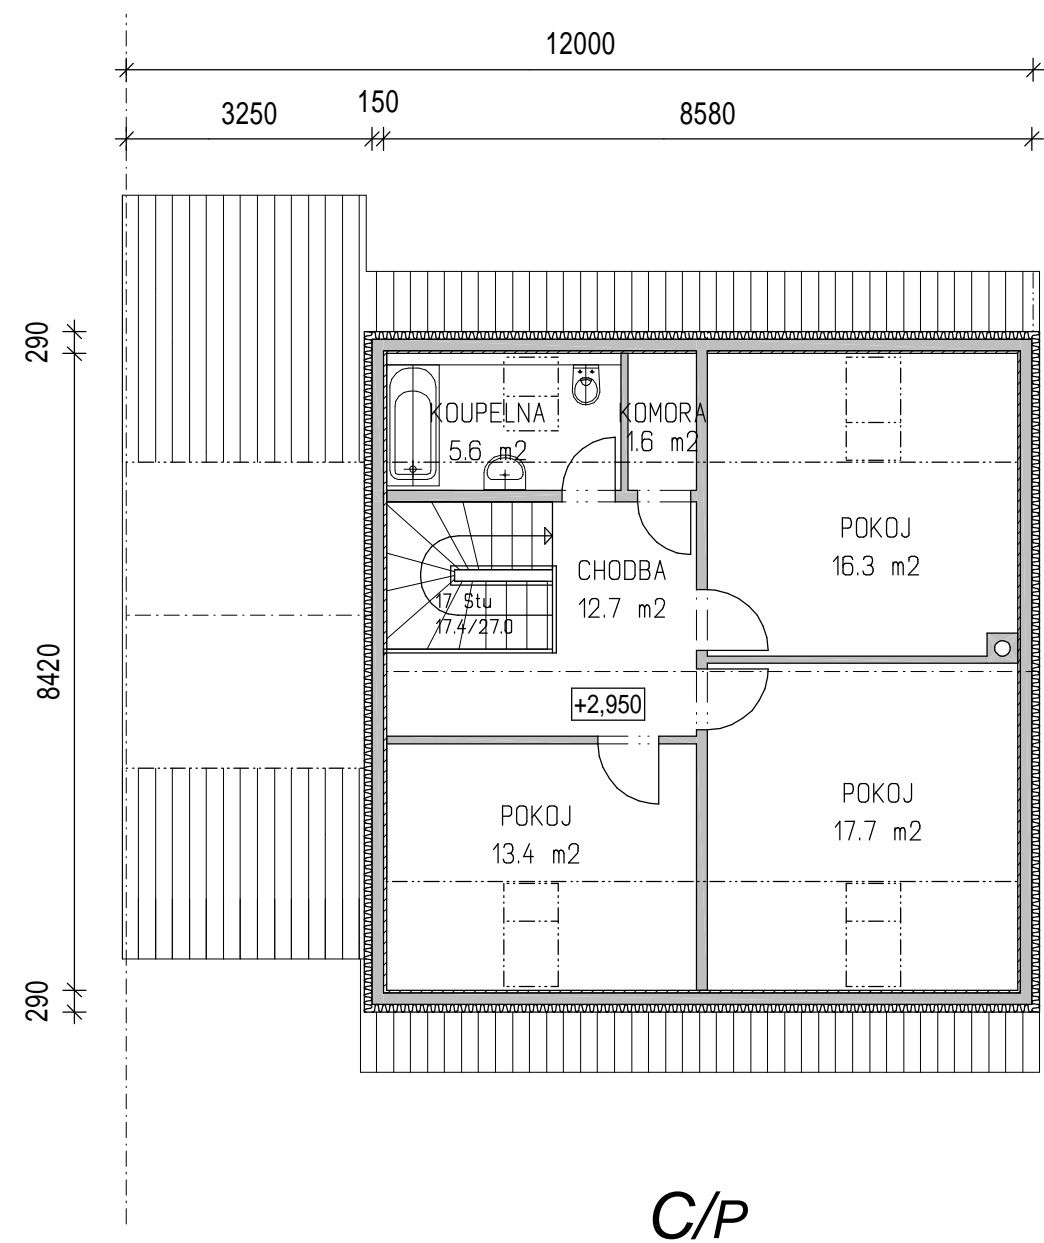 12000
3250
150
8580
290
8420
290
KOUPELNA
5.6 m2
KOMORA
1.6 m2
POKOJ
16.3 m2
CHODBA
12.7 m2
17 Stu
17.4/27.0
+2,950
POKOJ
13.4 m2
POKOJ
17.7 m2
C/P